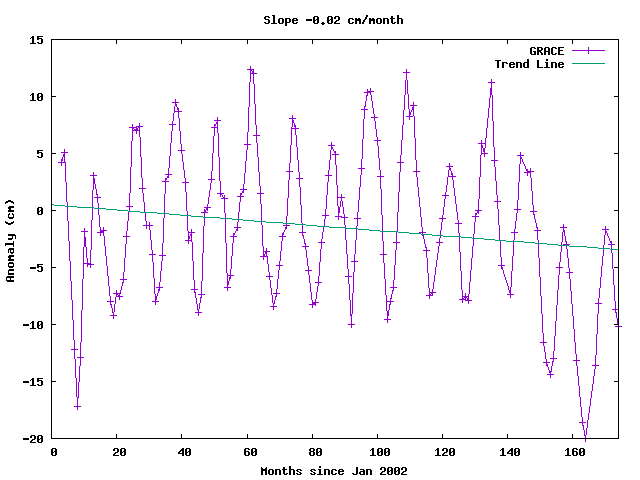 Slope -0.02 cm/month
GRACE
Trend Line
Anomaly (cm)
15
10
5
0
-5
-10
-15
-20
0 20 40 60 80 100 120 140 160
Months since Jan 2002